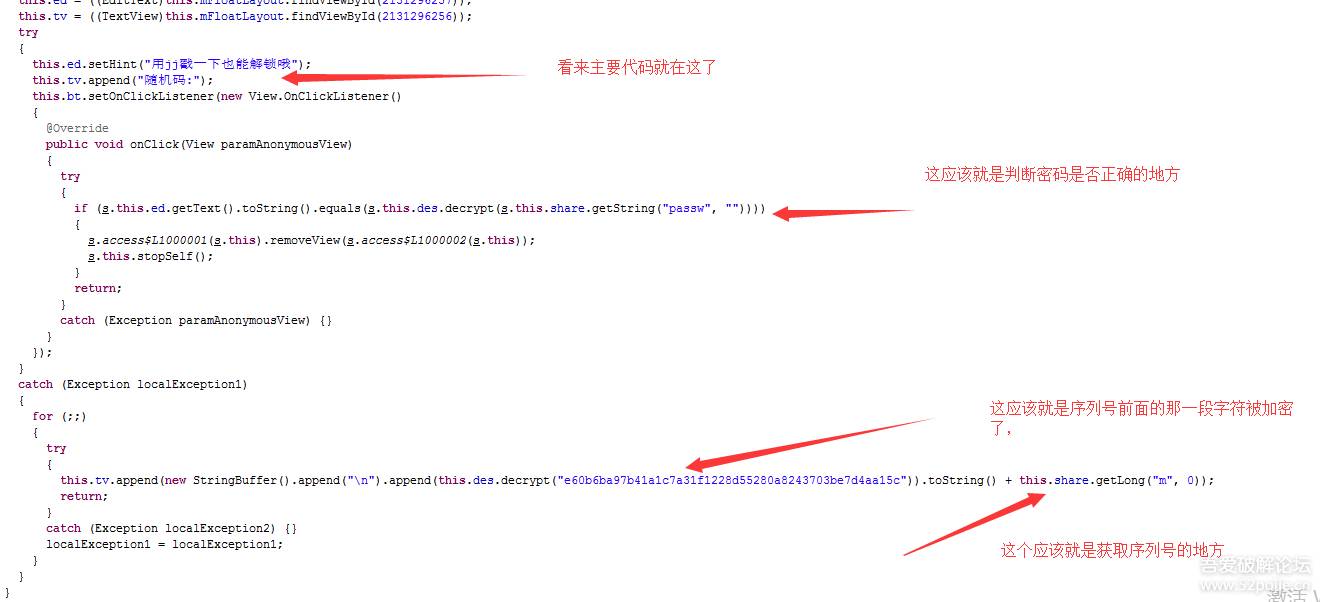 this.ed = ((EditText)this.mFloatLayout.findViewById(2131296257));
this.tv = ((TextView)this.mFloatLayout.findViewById(2131296256));
try
{
this.ed.setHint("用jj戳一下也能解锁哦");
看来主要代码就在这了
this.tv.append("随机码:");
this.bt.setOnClickListener(new View.OnClickListener()
{
@Override
public void onClick(View paramAnonymousView)
{
try
这应该就是判断密码是否正确的地方
{
if (s.this.ed.getText().toString().equals(s.this.des.decrypt(s.this.share.getString("passw", ""))))
{
s.access$L1000001(s.this).removeView(s.access$L1000002(s.this));
s.this.stopSelf();
}
return;
}
catch (Exception paramAnonymousView) {}
}
});
}
catch (Exception localException1)
{
这应该就是序列号前面的那一段字符被加密
for (;;)
了，
{
try
{
this.tv.append(new StringBuffer().append("\n").append(this.des.decrypt("e60b6ba97b41a1c7a31f1228d55280a8243703be7d4aa15c")).toString() + this.share.getLong("m", 0));
return;
}
catch (Exception localException2) {}
localException1 = localException1;
这个应该就是获取序列号的地方
}
}
}
吾爱破解论坛
www.52pojie.cn
激活